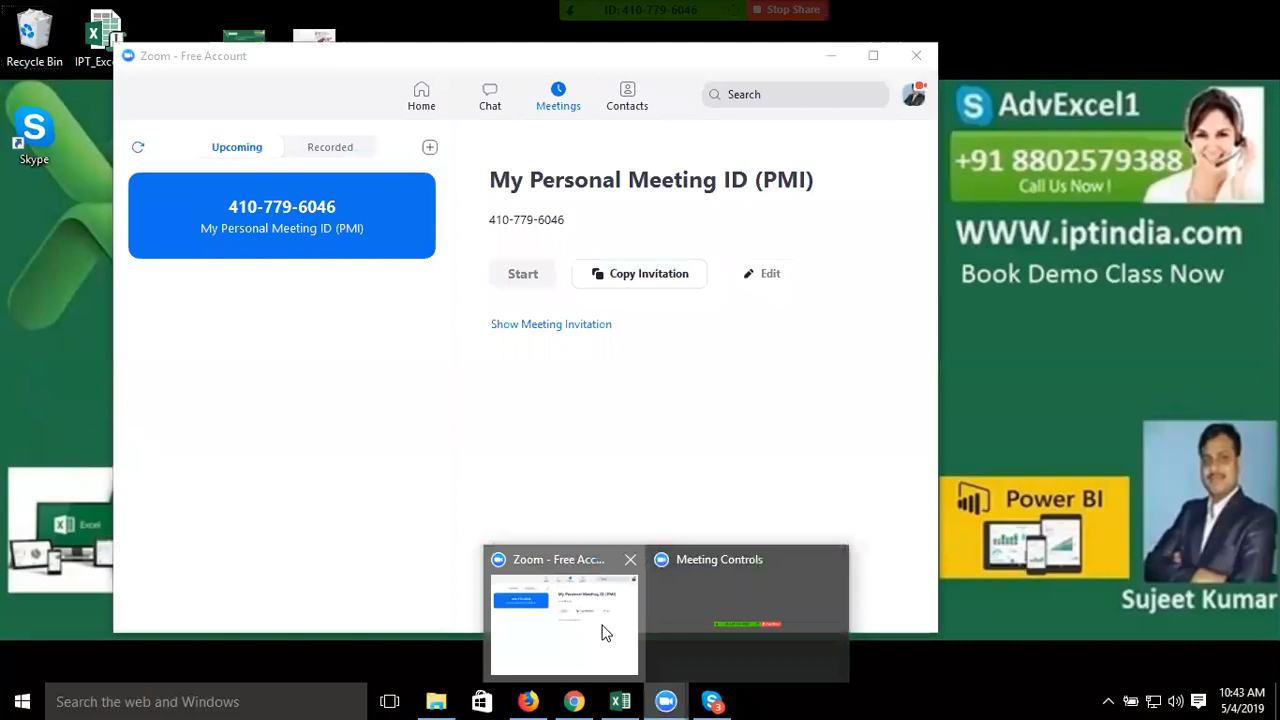 ID: 410-779-6046
Stop Share
Recycle Bin
Skype
Zoom - Free Account
Home
Chat
Meetings
Contacts
Search
Upcoming
Recorded
410-779-6046
My Personal Meeting ID (PMI)
My Personal Meeting ID (PMI)
410-779-6046
Start
Copy Invitation
Edit
Show Meeting Invitation
AdvExcel1
+91 8802579388
Call Us Now !
WWW.iptindia.com
Book Demo Class Now
Excel
Power BI
Sujeet Kumar
Zoom - Free Acc...
Meeting Controls
Search the web and Windows
3
10:43 AM
5/4/2019